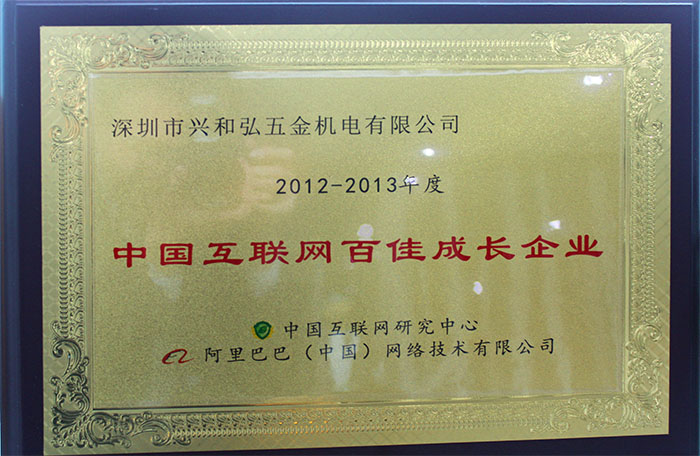 深圳市兴和弘五金机电有限公司
2012-2013年度
中国互联网百佳成长企业
中国互联网研究中心
阿里巴巴（中国）网络技术有限公司